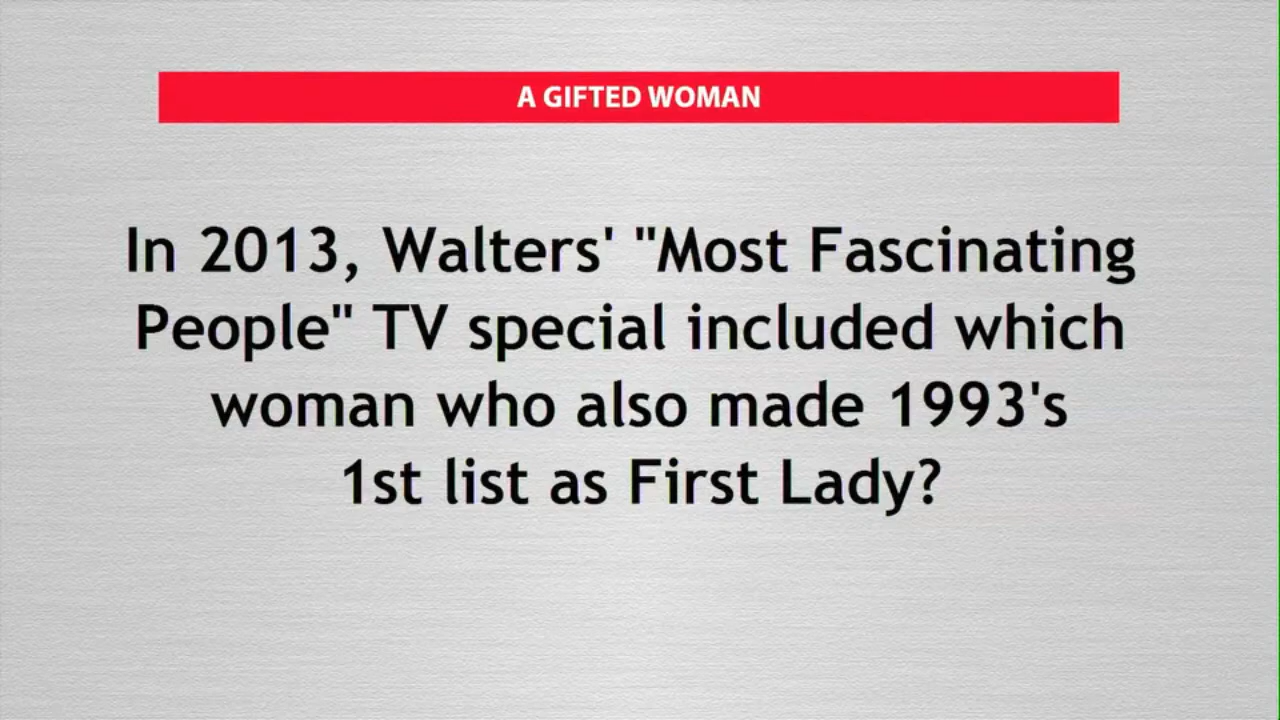 A GIFTED WOMAN
In 2013, Walters' "Most Fascinating
People" TV special included which
woman who also made 1993's
1st list as First Lady?